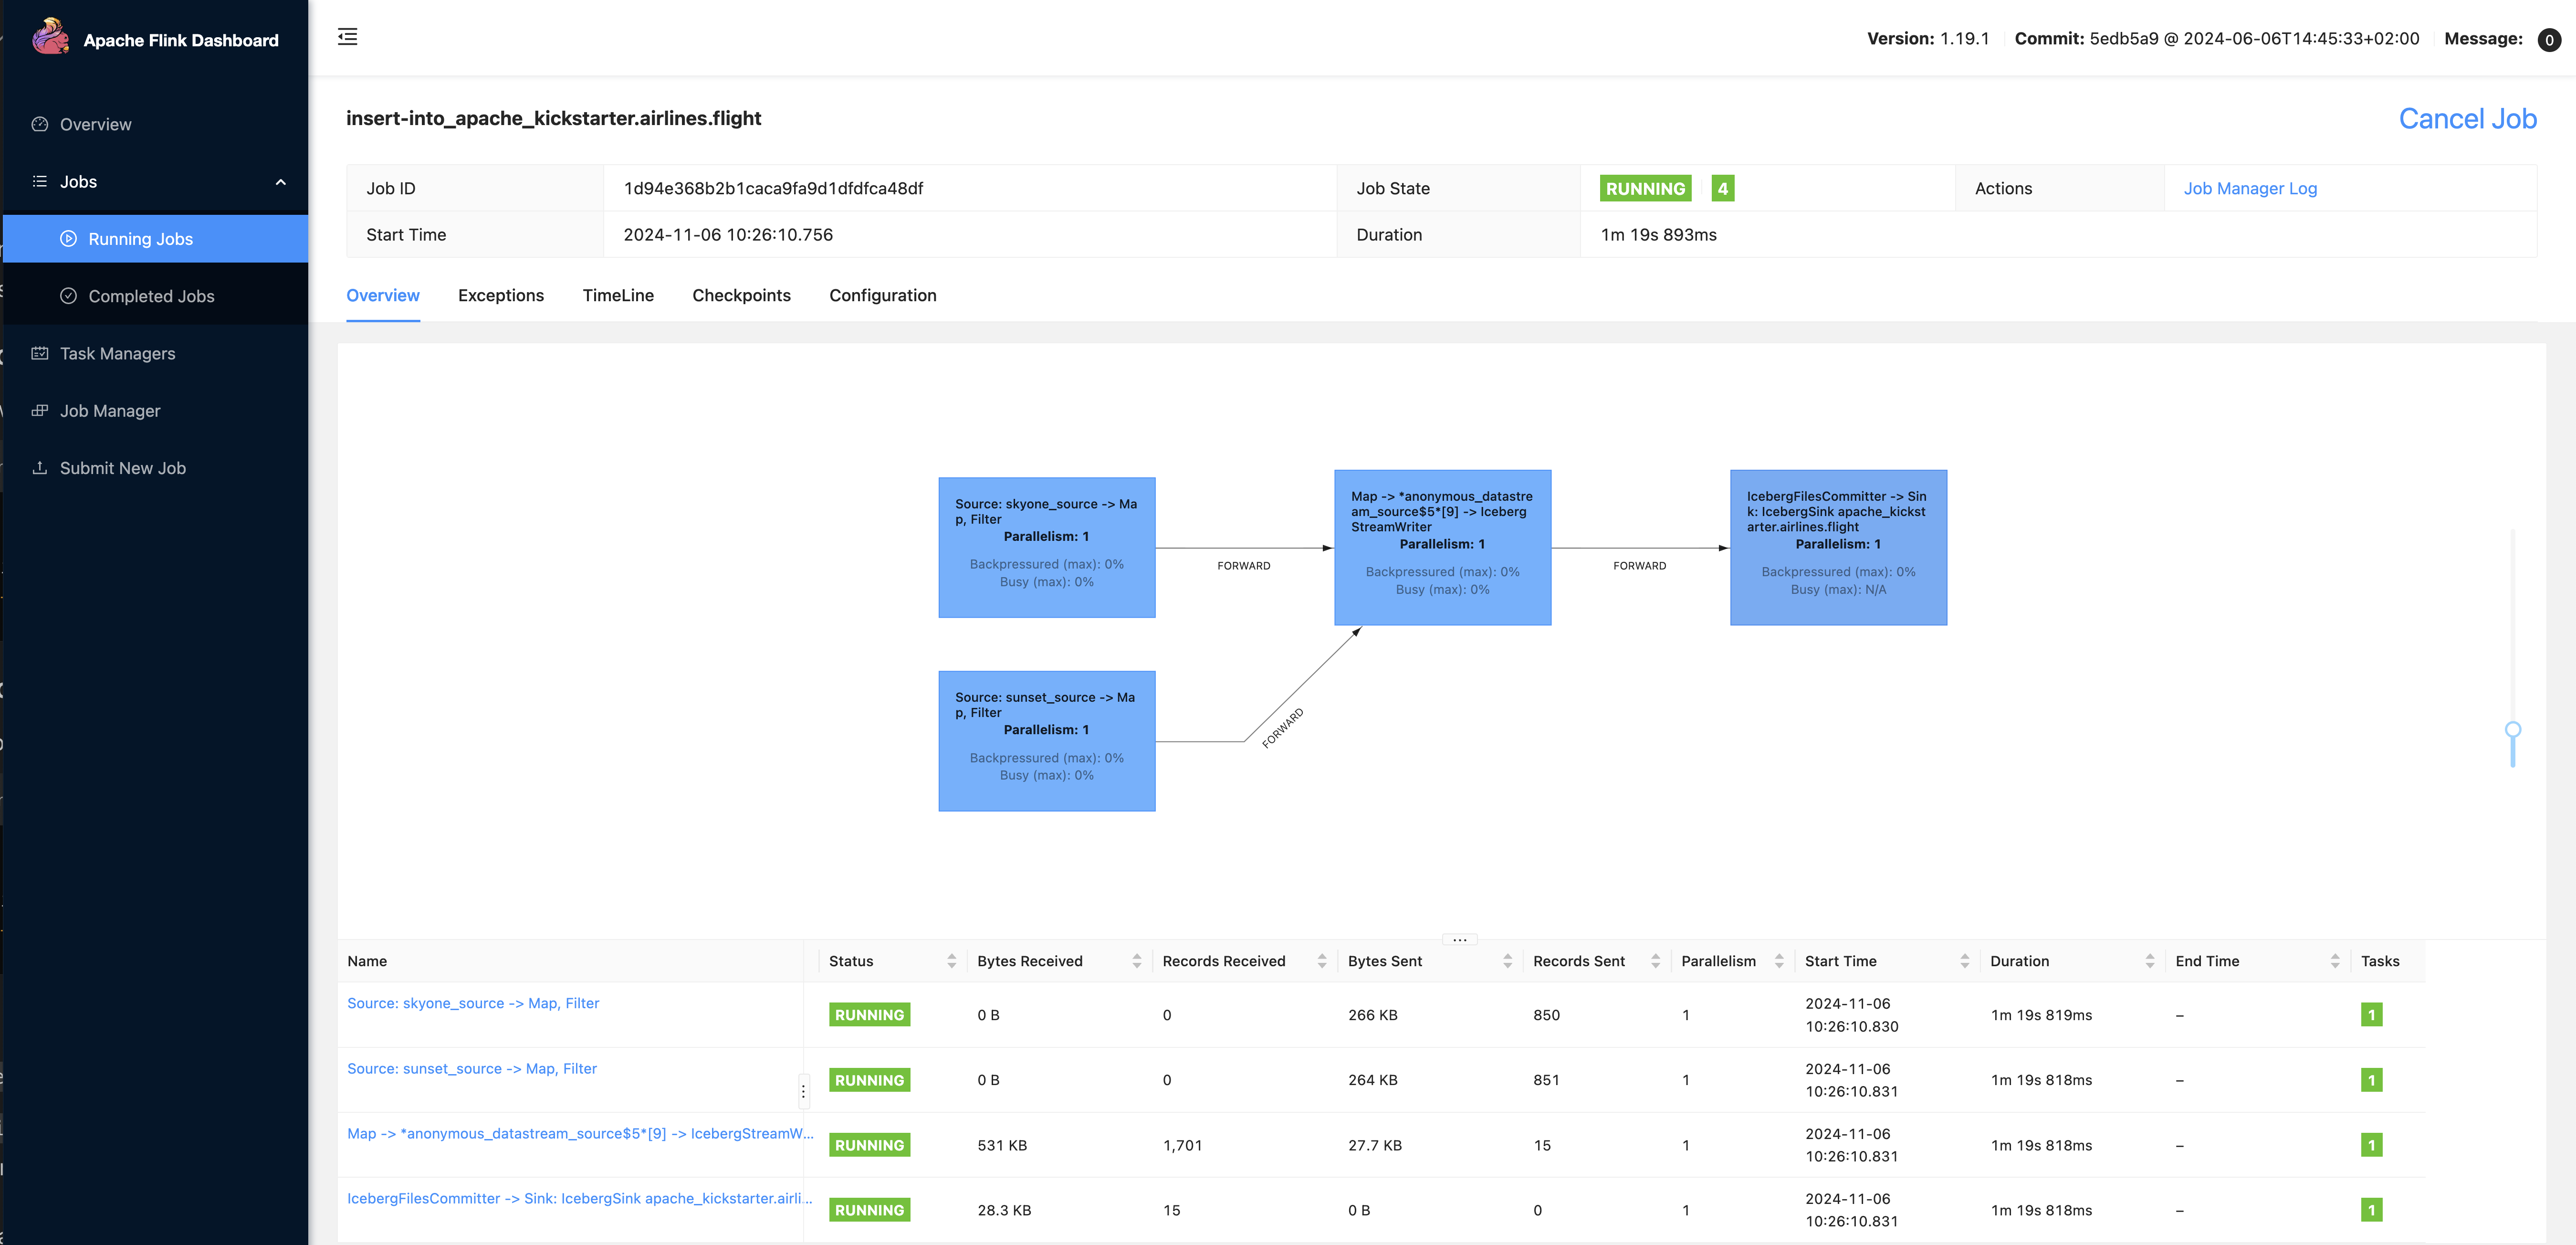 Apache Flink Dashboard
Version: 1.19.1 Commit: 5edb5a9 @ 2024-06-06T14:45:33+02:00 Message: 0
Overview
Jobs
Running Jobs
Completed Jobs
Task Managers
Job Manager
Submit New Job
insert-into_apache_kickstarter.airlines.flight
Cancel Job
Job ID 1d94e368b2b1caca9fa9d1dfdfca48df Job State RUNNING 4 Actions Job Manager Log
Start Time 2024-11-06 10:26:10.756 Duration 1m 19s 893ms
Overview Exceptions TimeLine Checkpoints Configuration
Source: skyone_source -> Ma
p, Filter
Parallelism: 1
Backpressured (max): 0%
Busy (max): 0%
FORWARD
Map -> *anonymous_datastre
am_source$5*[9] -> Iceberg
StreamWriter
Parallelism: 1
Backpressured (max): 0%
Busy (max): 0%
FORWARD
IcebergFilesCommitter -> Sin
k: IcebergSink apache_kickst
arter.airlines.flight
Parallelism: 1
Backpressured (max): 0%
Busy (max): N/A
Source: sunset_source -> Ma
p, Filter
Parallelism: 1
Backpressured (max): 0%
Busy (max): 0%
FORWARD
Name Status Bytes Received Records Received Bytes Sent Records Sent Parallelism Start Time Duration End Time Tasks
Source: skyone_source -> Map, Filter RUNNING 0 B 0 266 KB 850 1 2024-11-06 10:26:10.830 1m 19s 819ms – 1
Source: sunset_source -> Map, Filter RUNNING 0 B 0 264 KB 851 1 2024-11-06 10:26:10.831 1m 19s 818ms – 1
Map -> *anonymous_datastream_source$5*[9] -> IcebergStreamW... RUNNING 531 KB 1,701 27.7 KB 15 1 2024-11-06 10:26:10.831 1m 19s 818ms – 1
IcebergFilesCommitter -> Sink: IcebergSink apache_kickstarter.airli... RUNNING 28.3 KB 15 0 B 0 1 2024-11-06 10:26:10.831 1m 19s 818ms – 1